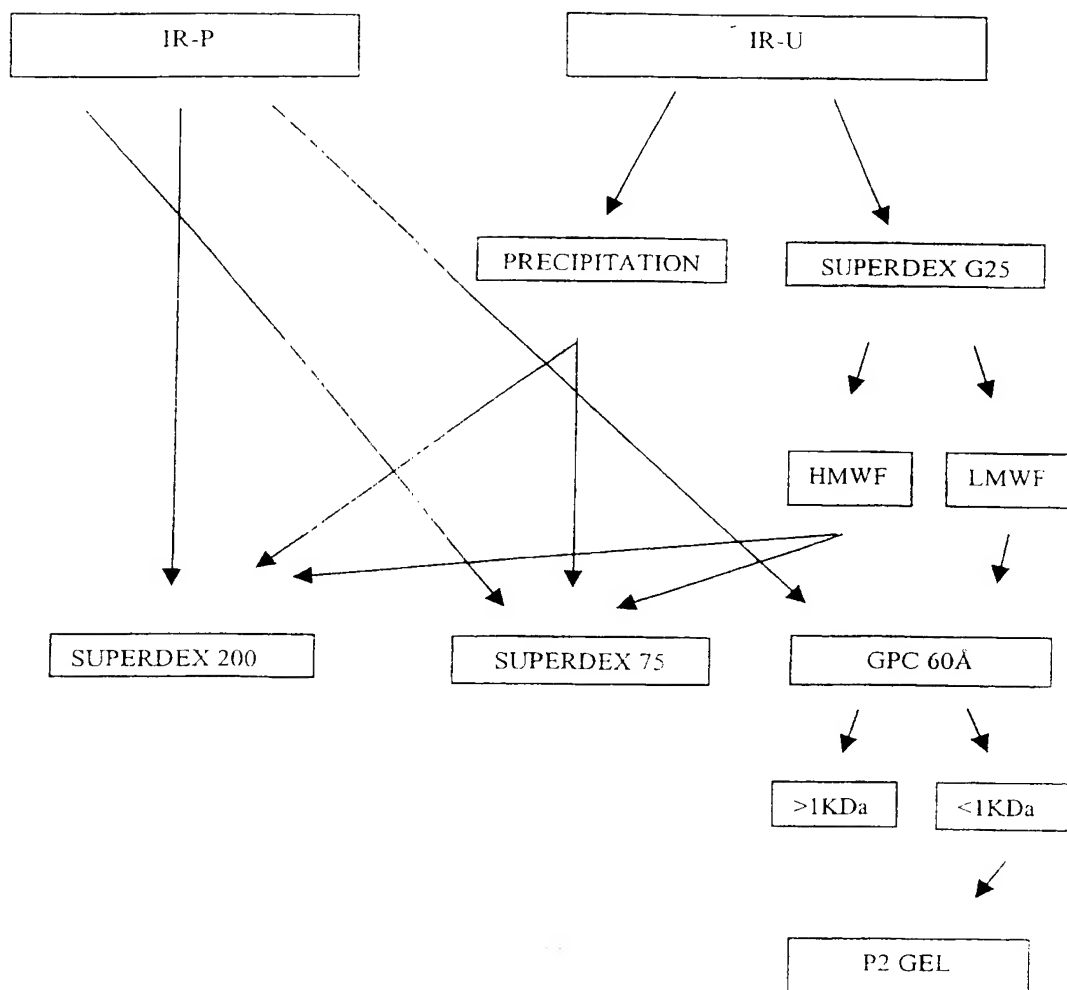 IR-P
IR-U
PRECIPITATION
SUPERDEX G25
HMWF
LMWF
SUPERDEX 200
SUPERDEX 75
GPC 60Å
>1KDa
<1KDa
P2 GEL